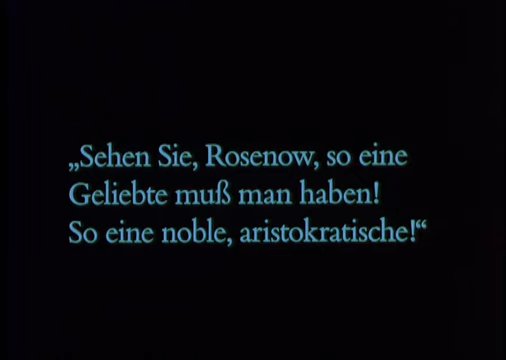 „Sehen Sie, Rosenow, so eine
Geliebte muß man haben!
So eine noble, aristokratische!“